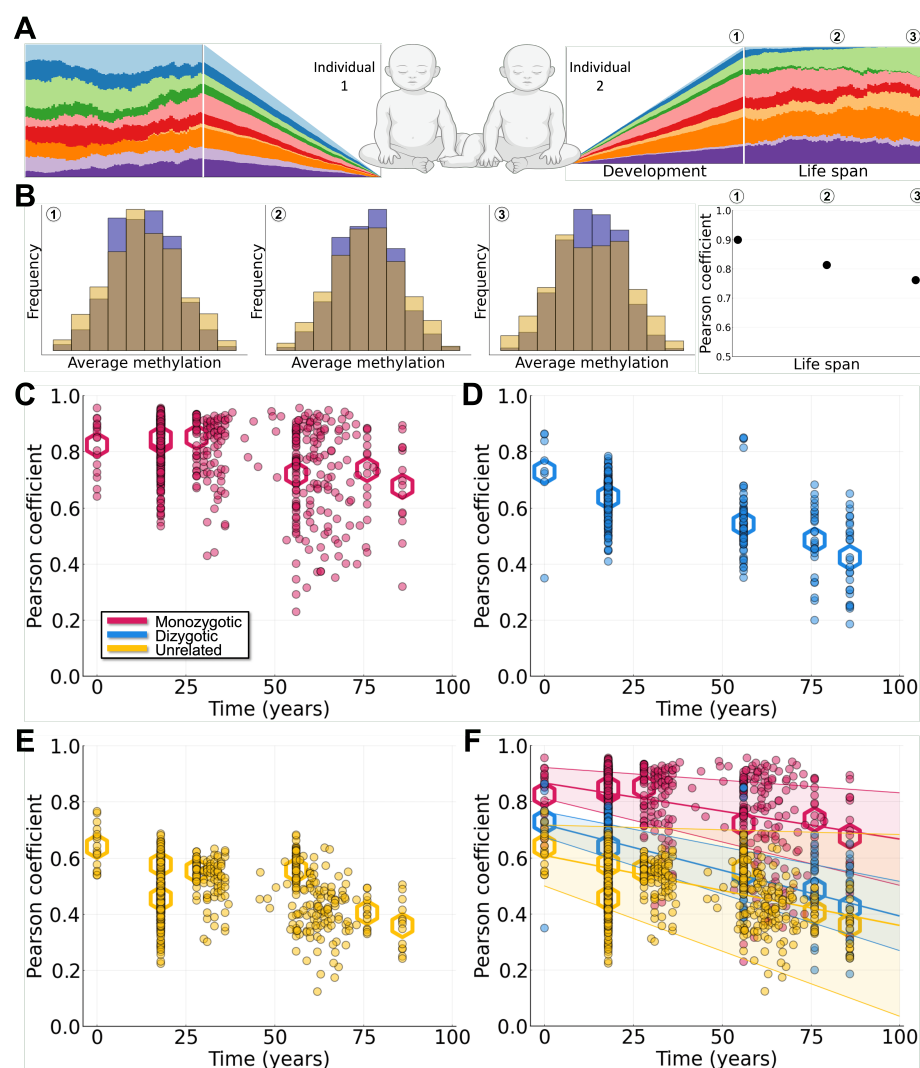 A
Individual
1
Individual
2
1
2
3
Development
Life span
B
1
Frequency
Average methylation
2
Frequency
Average methylation
3
Frequency
Average methylation
1
2
3
Pearson coefficient
1.0
0.9
0.8
0.7
0.6
0.5
Life span
C
Pearson coefficient
1.0
0.8
0.6
0.4
0.2
0.0
0
25
50
75
100
Time (years)
Monozygotic
Dizygotic
Unrelated
D
Pearson coefficient
1.0
0.8
0.6
0.4
0.2
0.0
0
25
50
75
100
Time (years)
E
Pearson coefficient
1.0
0.8
0.6
0.4
0.2
0.0
0
25
50
75
100
Time (years)
F
Pearson coefficient
1.0
0.8
0.6
0.4
0.2
0.0
0
25
50
75
100
Time (years)